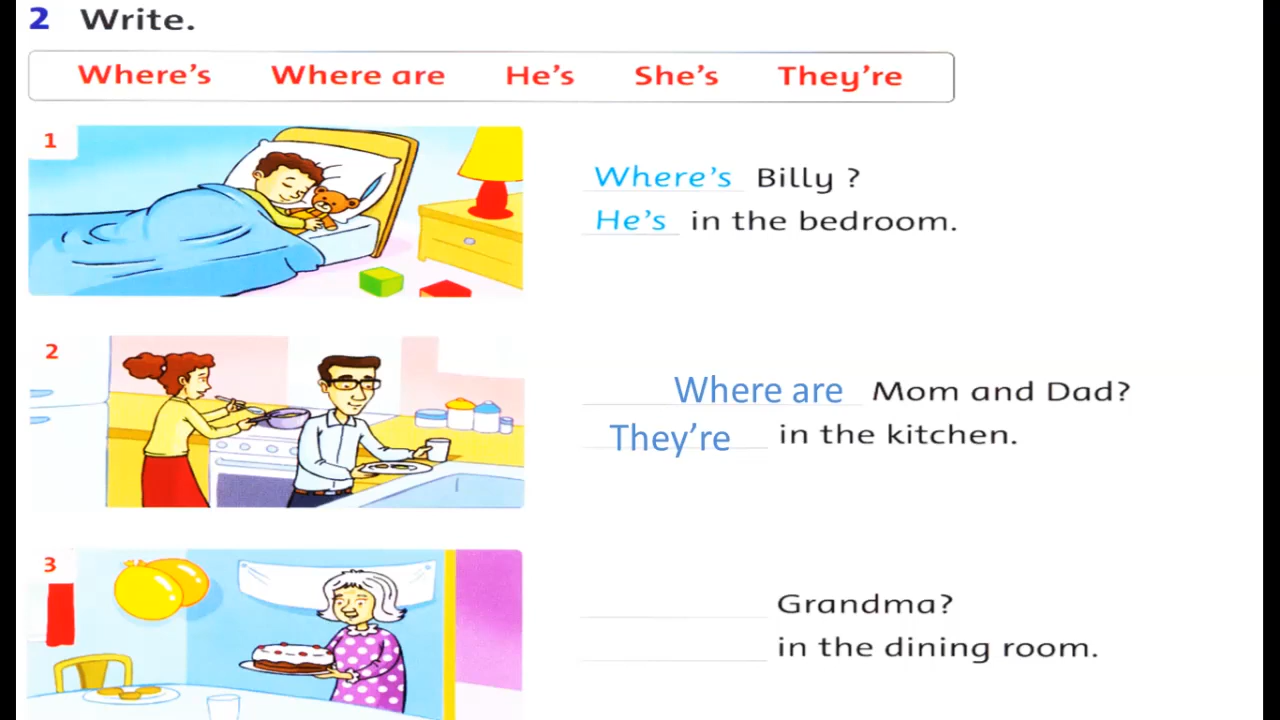 2 Write.
Where's Where are He's She's They're
1
Where's Billy ?
He's in the bedroom.
2
Where are Mom and Dad?
They're in the kitchen.
3
Grandma?
in the dining room.